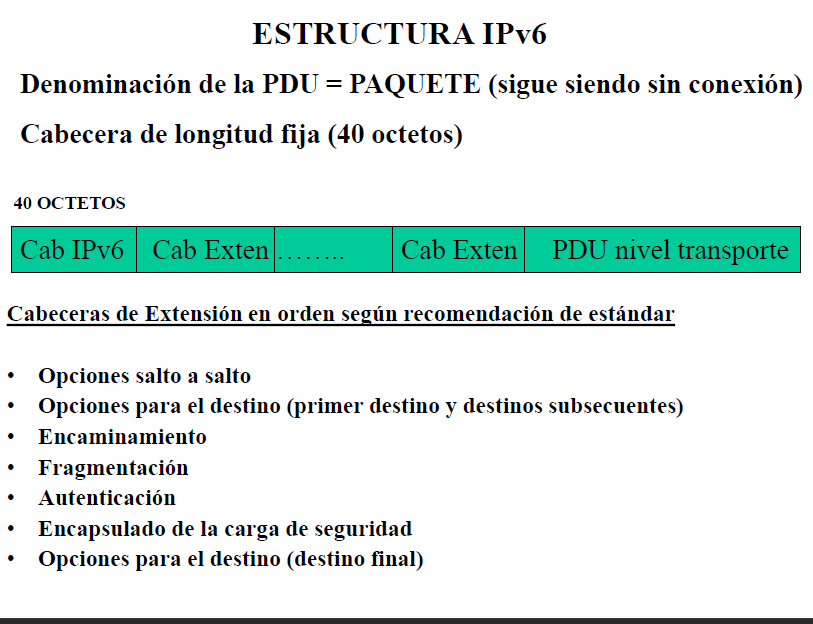 ESTRUCTURA IPv6
Denominación de la PDU = PAQUETE (sigue siendo sin conexión)
Cabecera de longitud fija (40 octetos)
40 OCTETOS
Cab IPv6 Cab Exten …….. Cab Exten PDU nivel transporte
Cabeceras de Extensión en orden según recomendación de estándar
• Opciones salto a salto
• Opciones para el destino (primer destino y destinos subsecuentes)
• Encaminamiento
• Fragmentación
• Autenticación
• Encapsulado de la carga de seguridad
• Opciones para el destino (destino final)